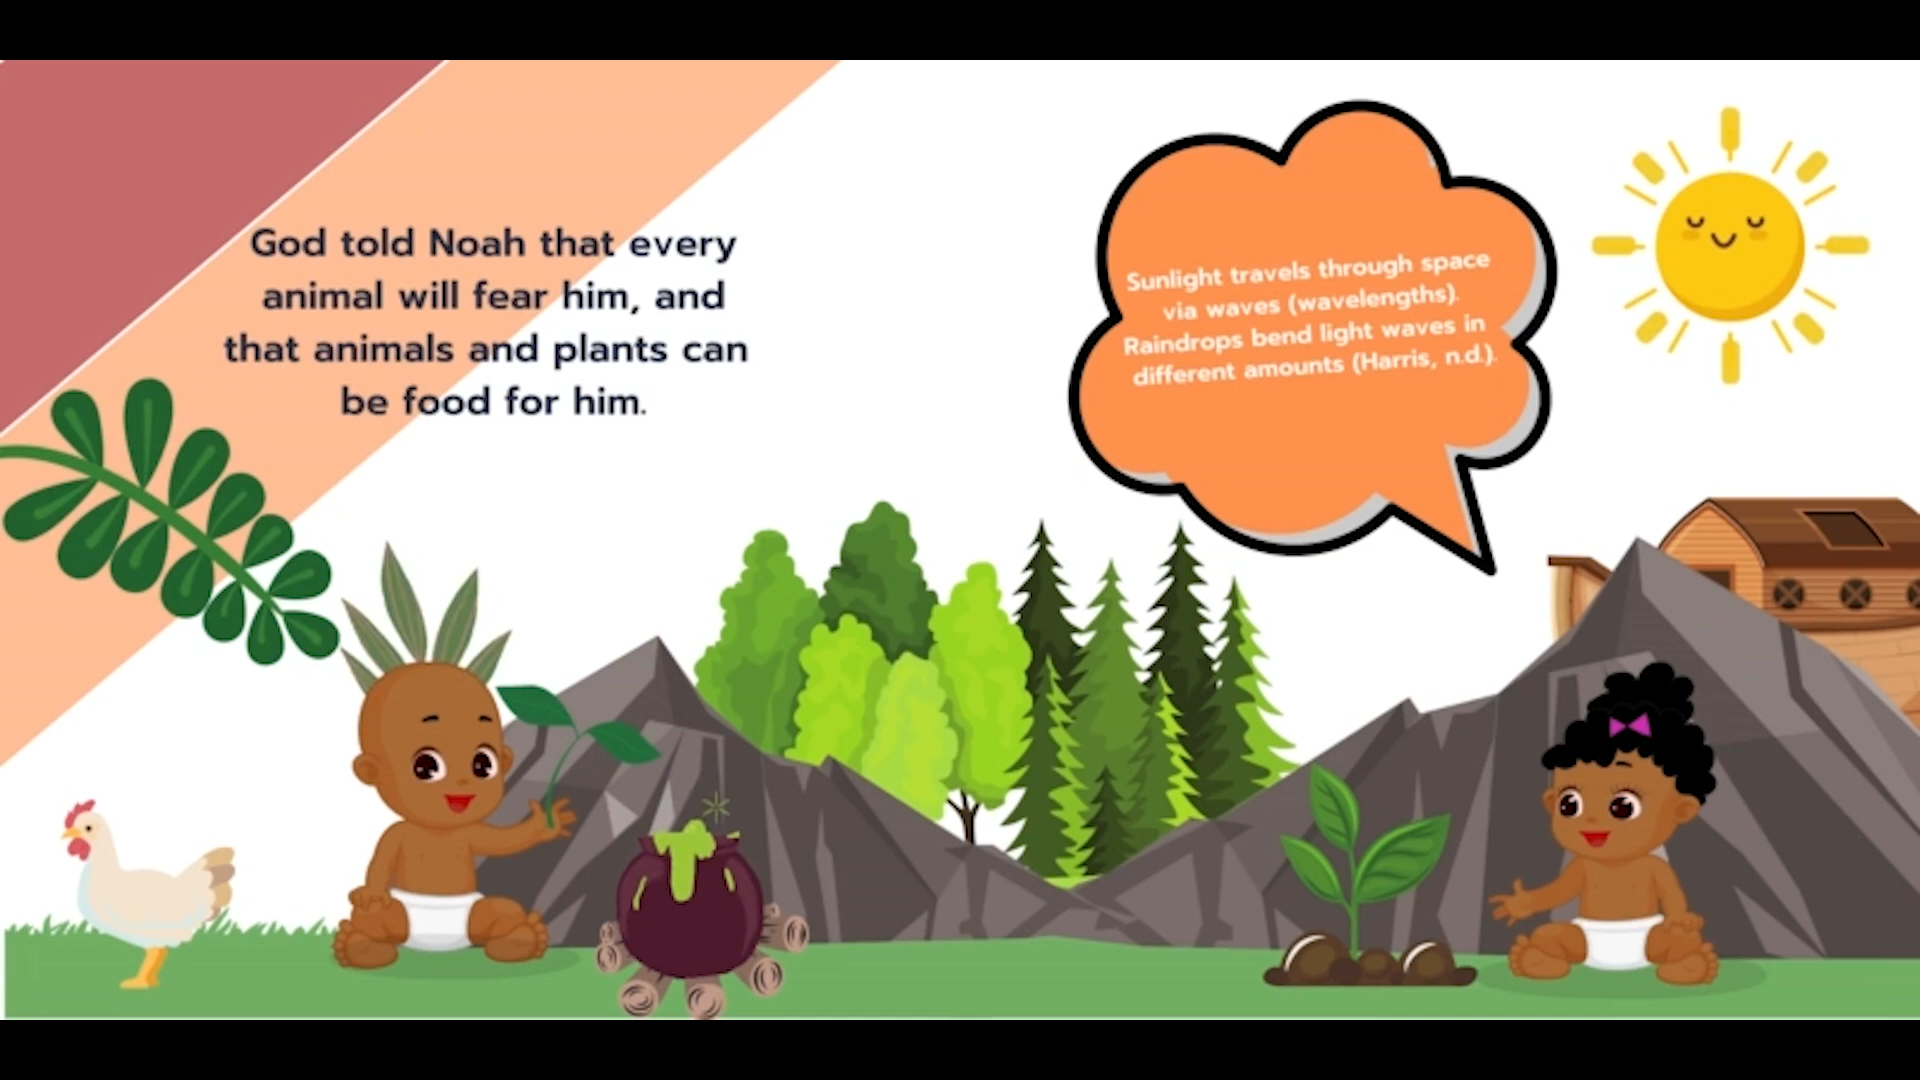 God told Noah that every
animal will fear him, and
that animals and plants can
be food for him.
Sunlight travels through space
via waves (wavelengths).
Raindrops bend light waves in
different amounts (Harris, n.d.).